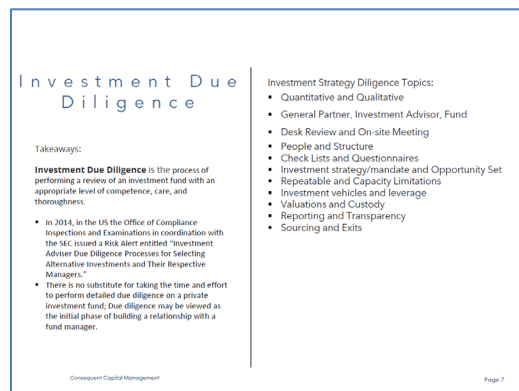 Investment Due
Diligence
Takeaways:
Investment Due Diligence is the process of
performing a review of an investment fund with an
appropriate level of competence, care, and
thoroughness.
▪ In 2014, in the US the Office of Compliance
Inspections and Examinations in coordination with
the SEC issued a Risk Alert entitled "Investment
Adviser Due Diligence Processes for Selecting
Alternative Investments and Their Respective
Managers."
▪ There is no substitute for taking the time and effort
to perform detailed due diligence on a private
investment fund; Due diligence may be viewed as
the initial phase of building a relationship with a
fund manager.
Investment Strategy Diligence Topics:
▪ Quantitative and Qualitative
▪ General Partner, Investment Advisor, Fund
▪ Desk Review and On-site Meeting
▪ People and Structure
▪ Check Lists and Questionnaires
▪ Investment strategy/mandate and Opportunity Set
▪ Repeatable and Capacity Limitations
▪ Investment vehicles and leverage
▪ Valuations and Custody
▪ Reporting and Transparency
▪ Sourcing and Exits
Consequent Capital Management
Page 7